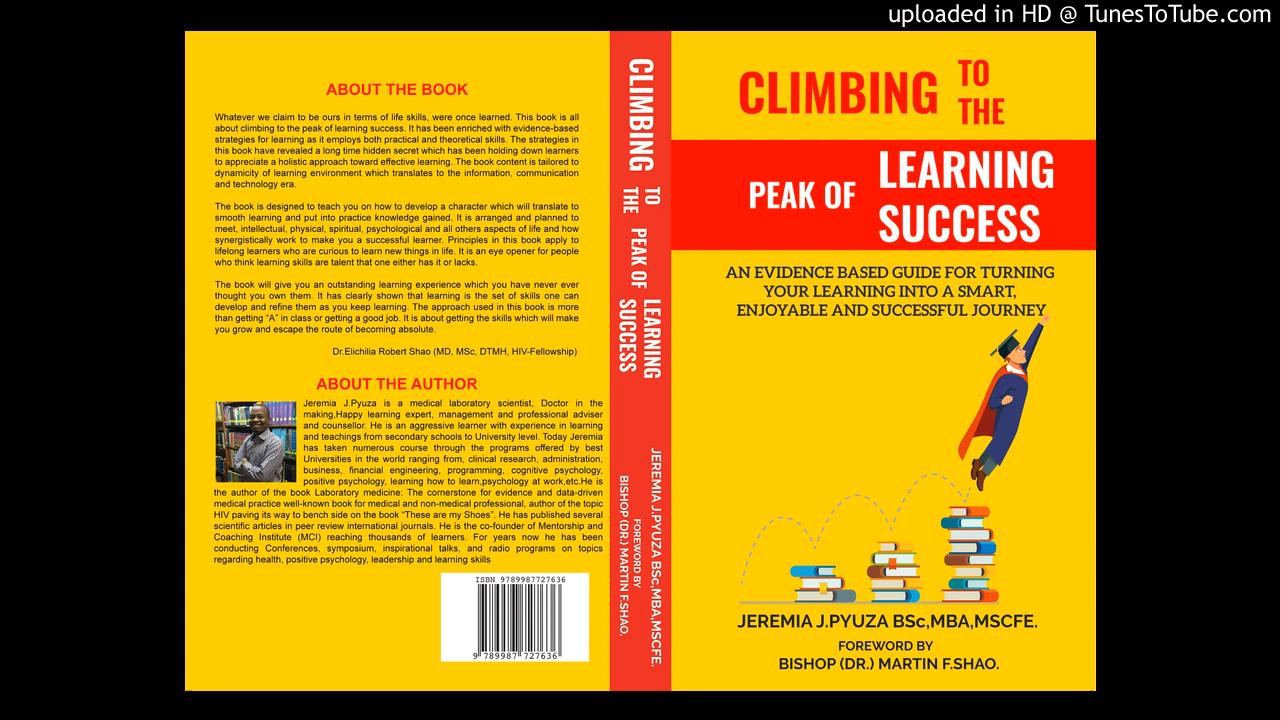 uploaded in HD @ TunesToTube.com
ABOUT THE BOOK
Whatever we claim to be ours in terms of life skills, were once learned. This book is all
about climbing to the peak of learning success. It has been enriched with evidence-based
strategies for learning as it employs both practical and theoretical skills. The strategies in
this book have revealed a long time hidden secret which has been holding down learners
to appreciate a holistic approach toward effective learning. The book content is tailored to
dynamicity of learning environment which translates to the information, communication
and technology era.
The book is designed to teach you on how to develop a character which will translate to
smooth learning and put into practice knowledge gained. It is arranged and planned to
meet, intellectual, physical, spiritual, psychological and all others aspects of life and how
synergistically work to make you a successful learner. Principles in this book apply to
lifelong learners who are curious to learn new things in life. It is an eye opener for people
who think learning skills are talent that one either has it or lacks.
The book will give you an outstanding learning experience which you have never ever
thought you own them. It has clearly shown that learning is the set of skills one can
develop and refine them as you keep learning. The approach used in this book is more
than getting “A” in class or getting a good job. It is about getting the skills which will make
you grow and escape the route of becoming absolute.
Dr.Elichilia Robert Shao (MD, MSc, DTMH, HIV-Fellowship)
ABOUT THE AUTHOR
Jeremia J.Pyuza is a medical laboratory scientist, Doctor in the
making,Happy learning expert, management and professional adviser
and counsellor. He is an aggressive learner with experience in learning
and teachings from secondary schools to University level. Today Jeremia
has taken numerous course through the programs offered by best
Universities in the world ranging from, clinical research, administration,
business, financial engineering, programming, cognitive psychology,
positive psychology, learning how to learn,psychology at work,etc.He is
the author of the book Laboratory medicine: The cornerstone for evidence and data-driven
medical practice well-known book for medical and non-medical professional, author of the topic
HIV paving its way to bench side on the book “These are my Shoes”. He has published several
scientific articles in peer review international journals. He is the co-founder of Mentorship and
Coaching Institute (MCI) reaching thousands of learners. For years now he has been
conducting Conferences, symposium, inspirational talks, and radio programs on topics
regarding health, positive psychology, leadership and learning skills
ISBN 9789987727636
9 789987 727636
CLIMBING
TO
THE
PEAK OF
LEARNING
SUCCESS
JEREMIA J.PYUZA BSc,MBA,MSCFE.
FOREWORD BY
BISHOP (DR.) MARTIN F.SHAO.
CLIMBING
TO
THE
PEAK OF
LEARNING
SUCCESS
AN EVIDENCE BASED GUIDE FOR TURNING
YOUR LEARNING INTO A SMART,
ENJOYABLE AND SUCCESSFUL JOURNEY
JEREMIA J.PYUZA BSc,MBA,MSCFE.
FOREWORD BY
BISHOP (DR.) MARTIN F.SHAO.